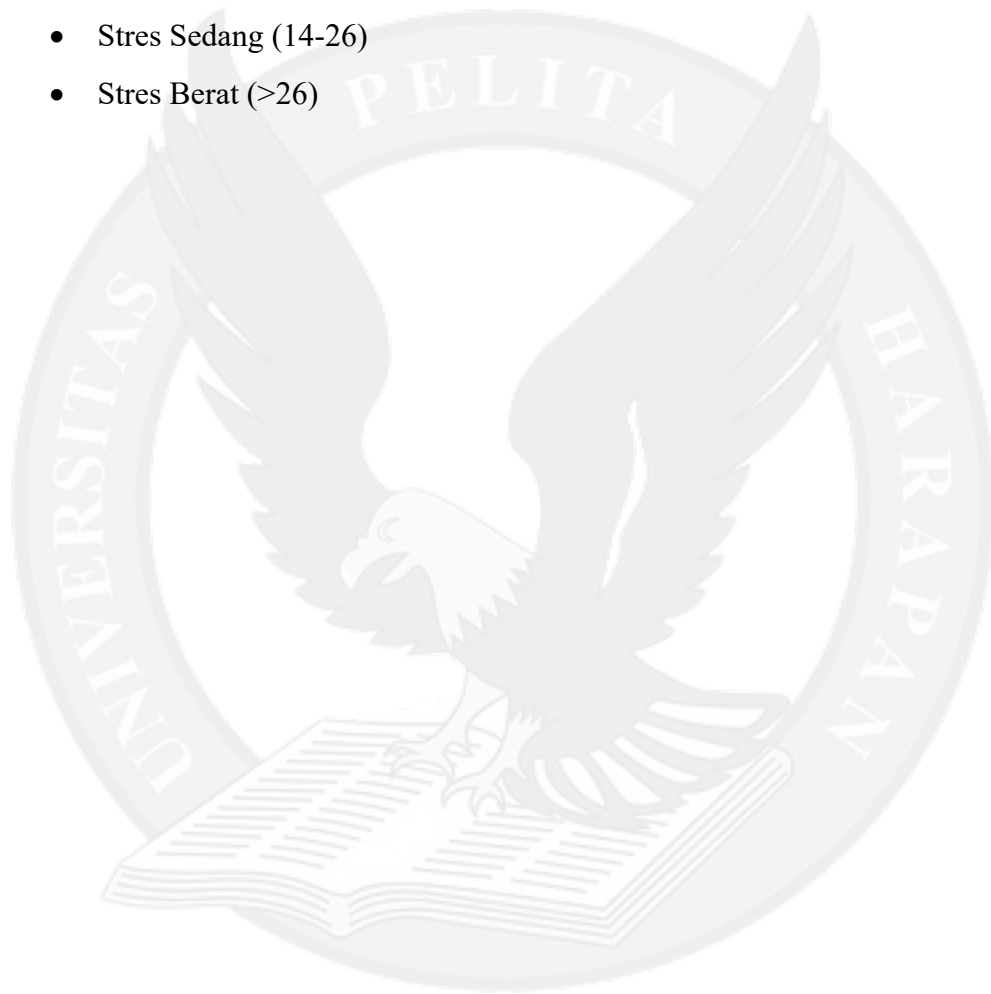 • Stres Sedang (14-26)
• Stres Berat (>26)
UNIVERSITAS PELITA HARAPAN